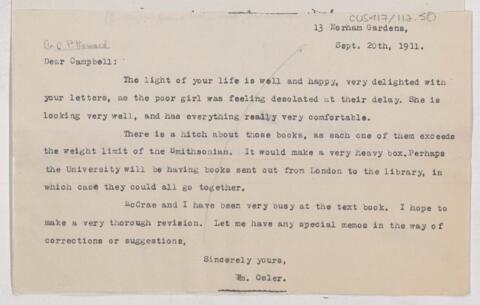 CUS417/112.50
13 Norham Gardens,
Sept. 20th, 1911.
Dr C. P. Howard
Dear Campbell:
The light of your life is well and happy, very delighted with
your letters, as the poor girl was feeling desolated at their delay. She is
looking very well, and has everything really very comfortable.
There is a hitch about those books, as each one of them exceeds
the weight limit of the Smithsonian. It would make a very heavy box.Perhaps
the University will be having books sent out from London to the library, in
which case they could all go together.
McCrae and I have been very busy at the text book. I hope to
make a very thorough revision. Let me have any special memos in the way of
corrections or suggestions,
Sincerely yours,
Wm. Osler.